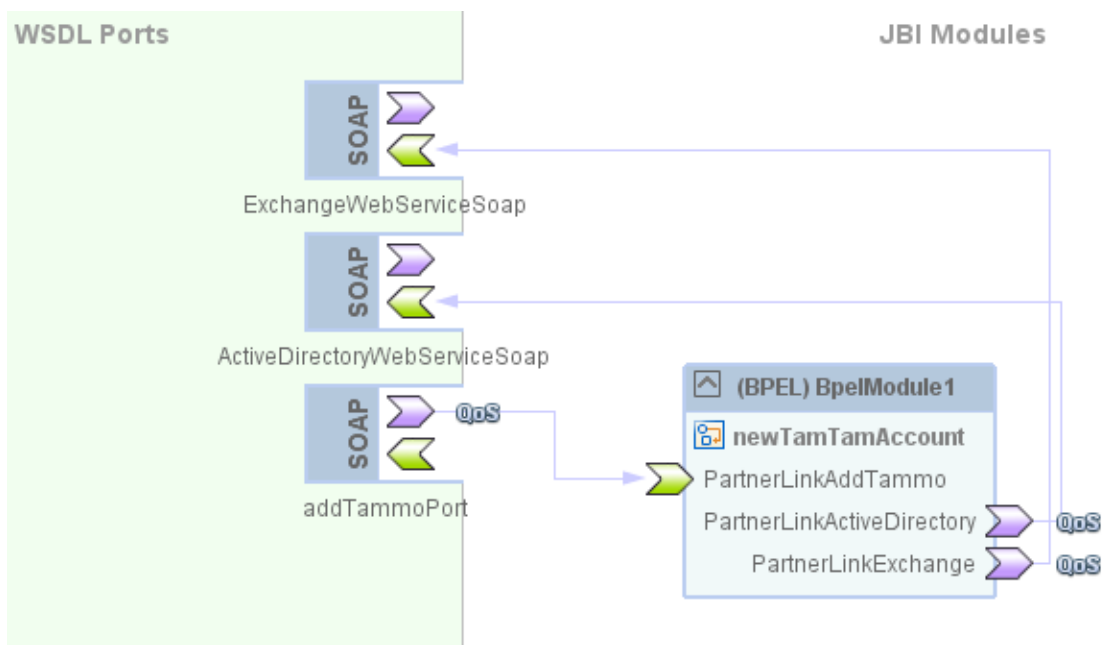 WSDL Ports
JBI Modules
SOAP
ExchangeWebServiceSoap
SOAP
ActiveDirectoryWebServiceSoap
SOAP
QoS
addTammoPort
(BPEL) BpelModule1
newTamTamAccount
PartnerLinkAddTammo
PartnerLinkActiveDirectory
QoS
PartnerLinkExchange
QoS